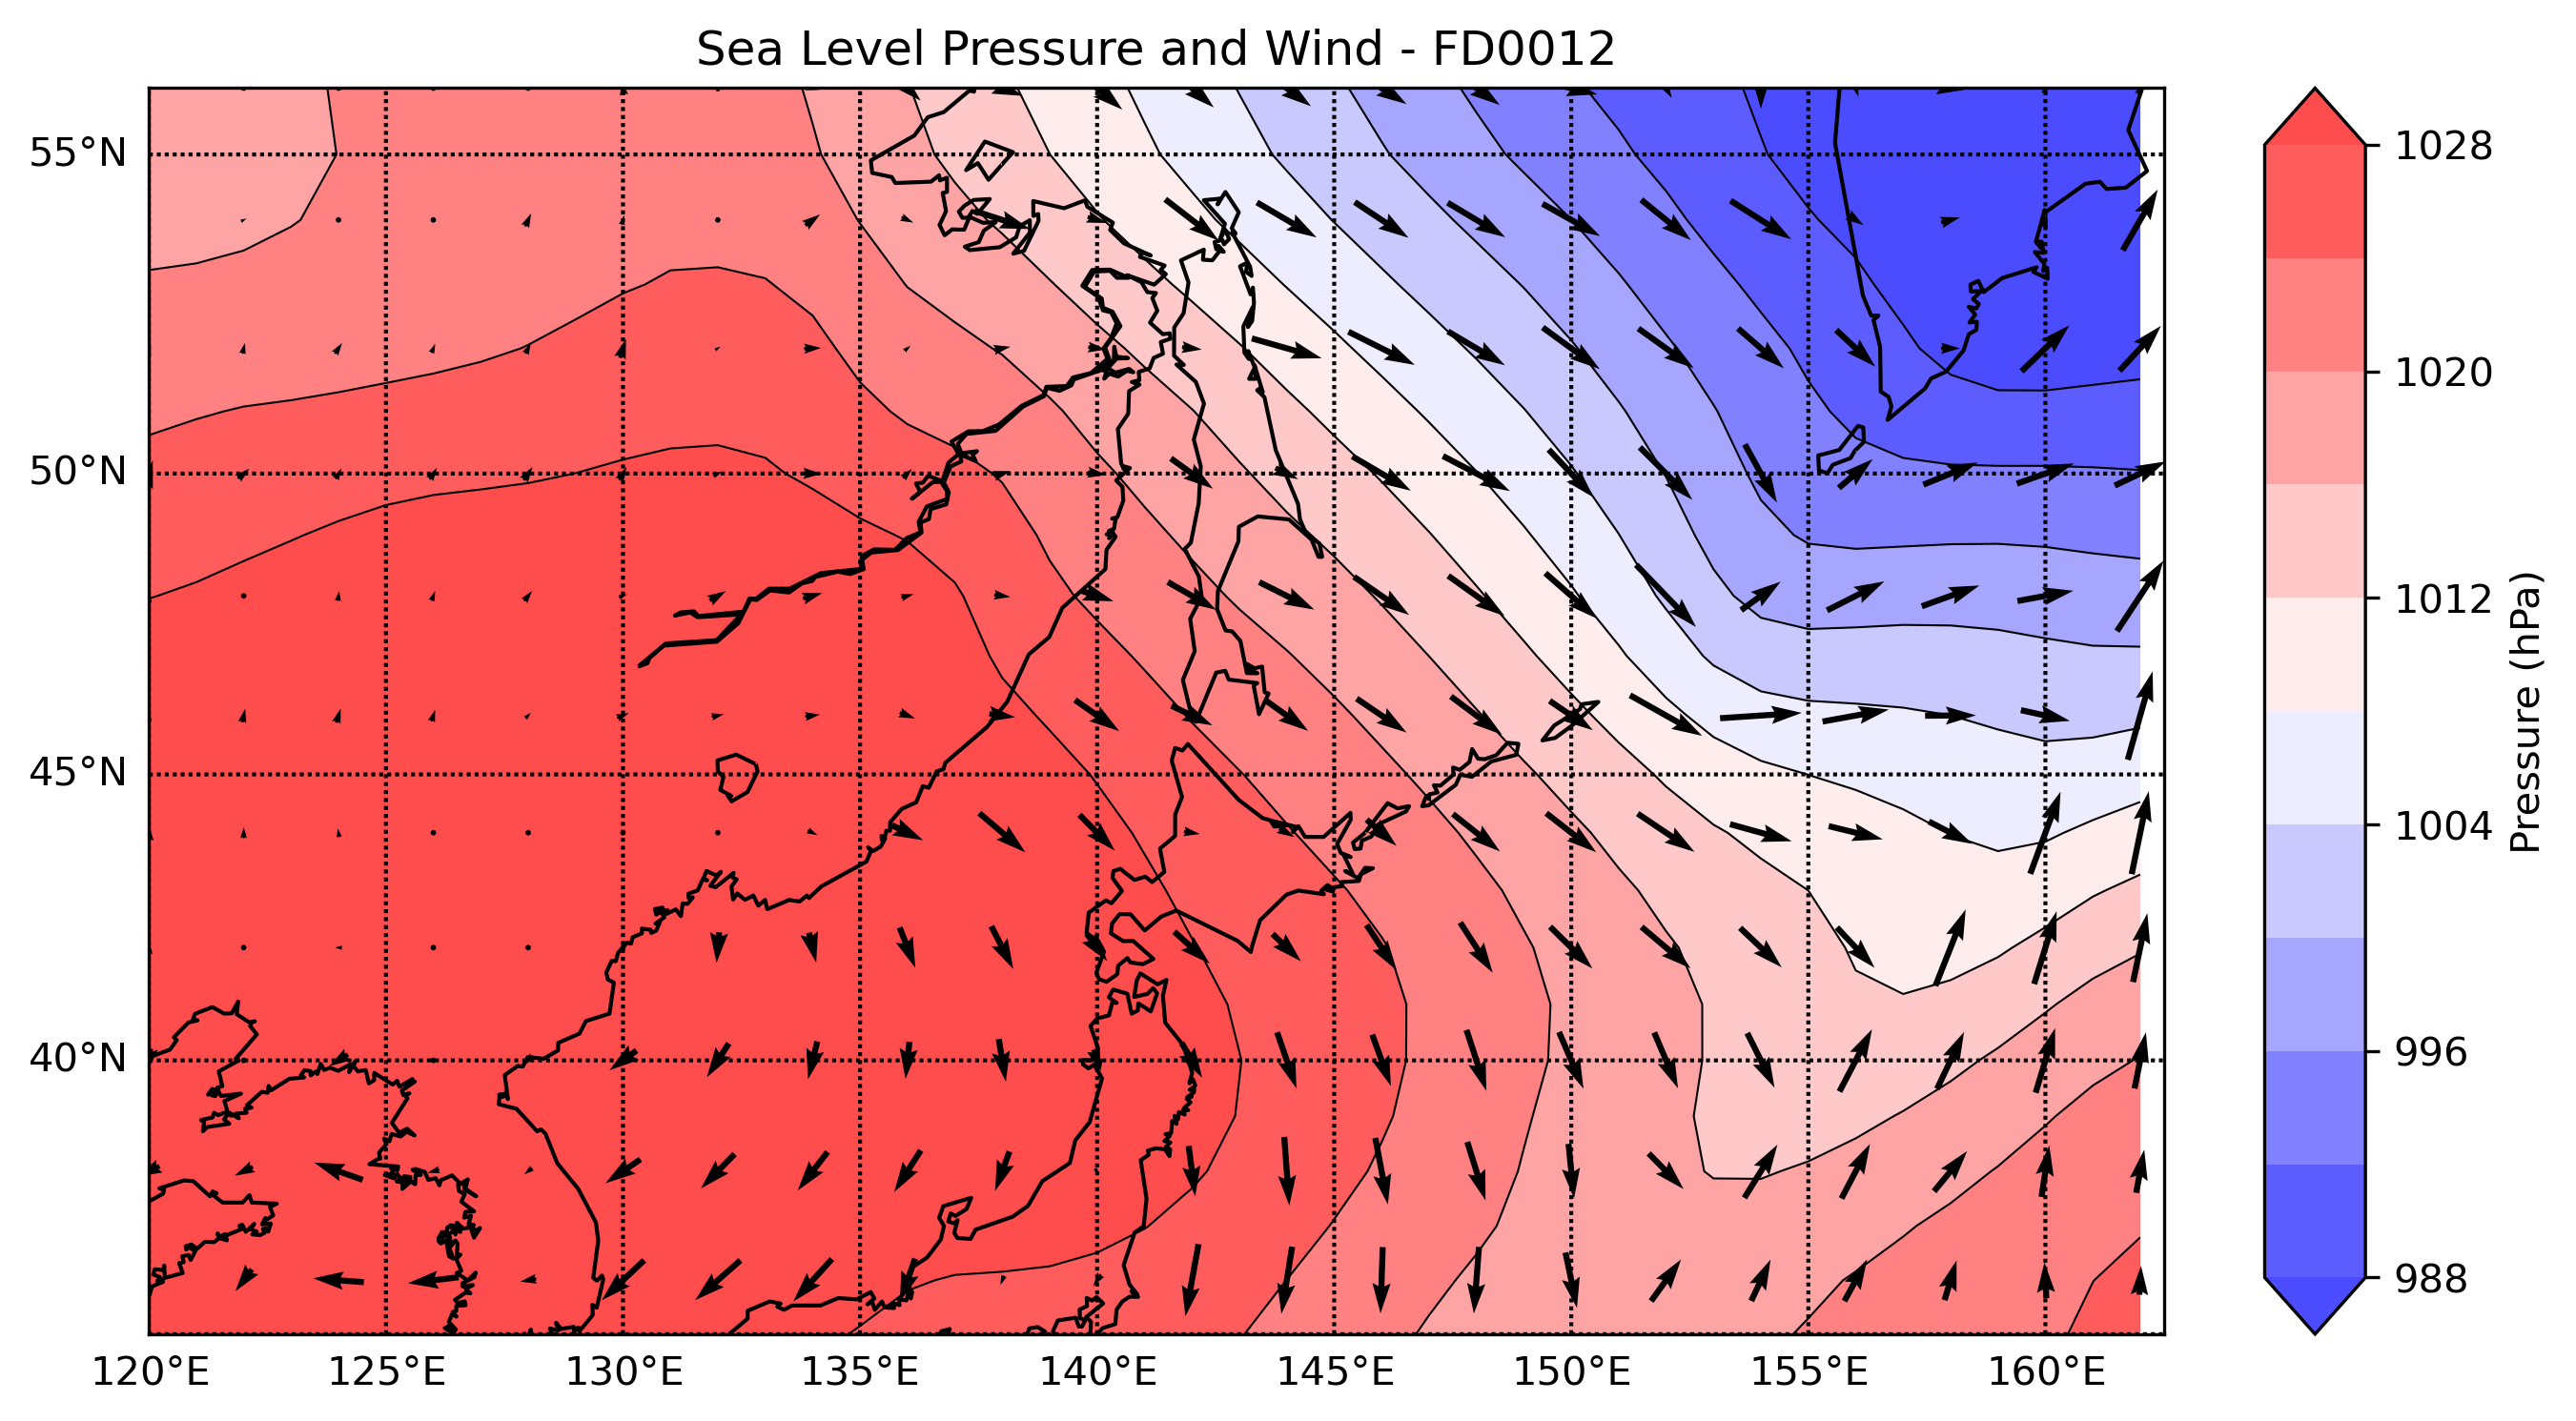 Sea Level Pressure and Wind - FD0012
55°N
50°N
45°N
40°N
120°E
125°E
130°E
135°E
140°E
145°E
150°E
155°E
160°E
1028
1020
1012
1004
996
988
Pressure (hPa)